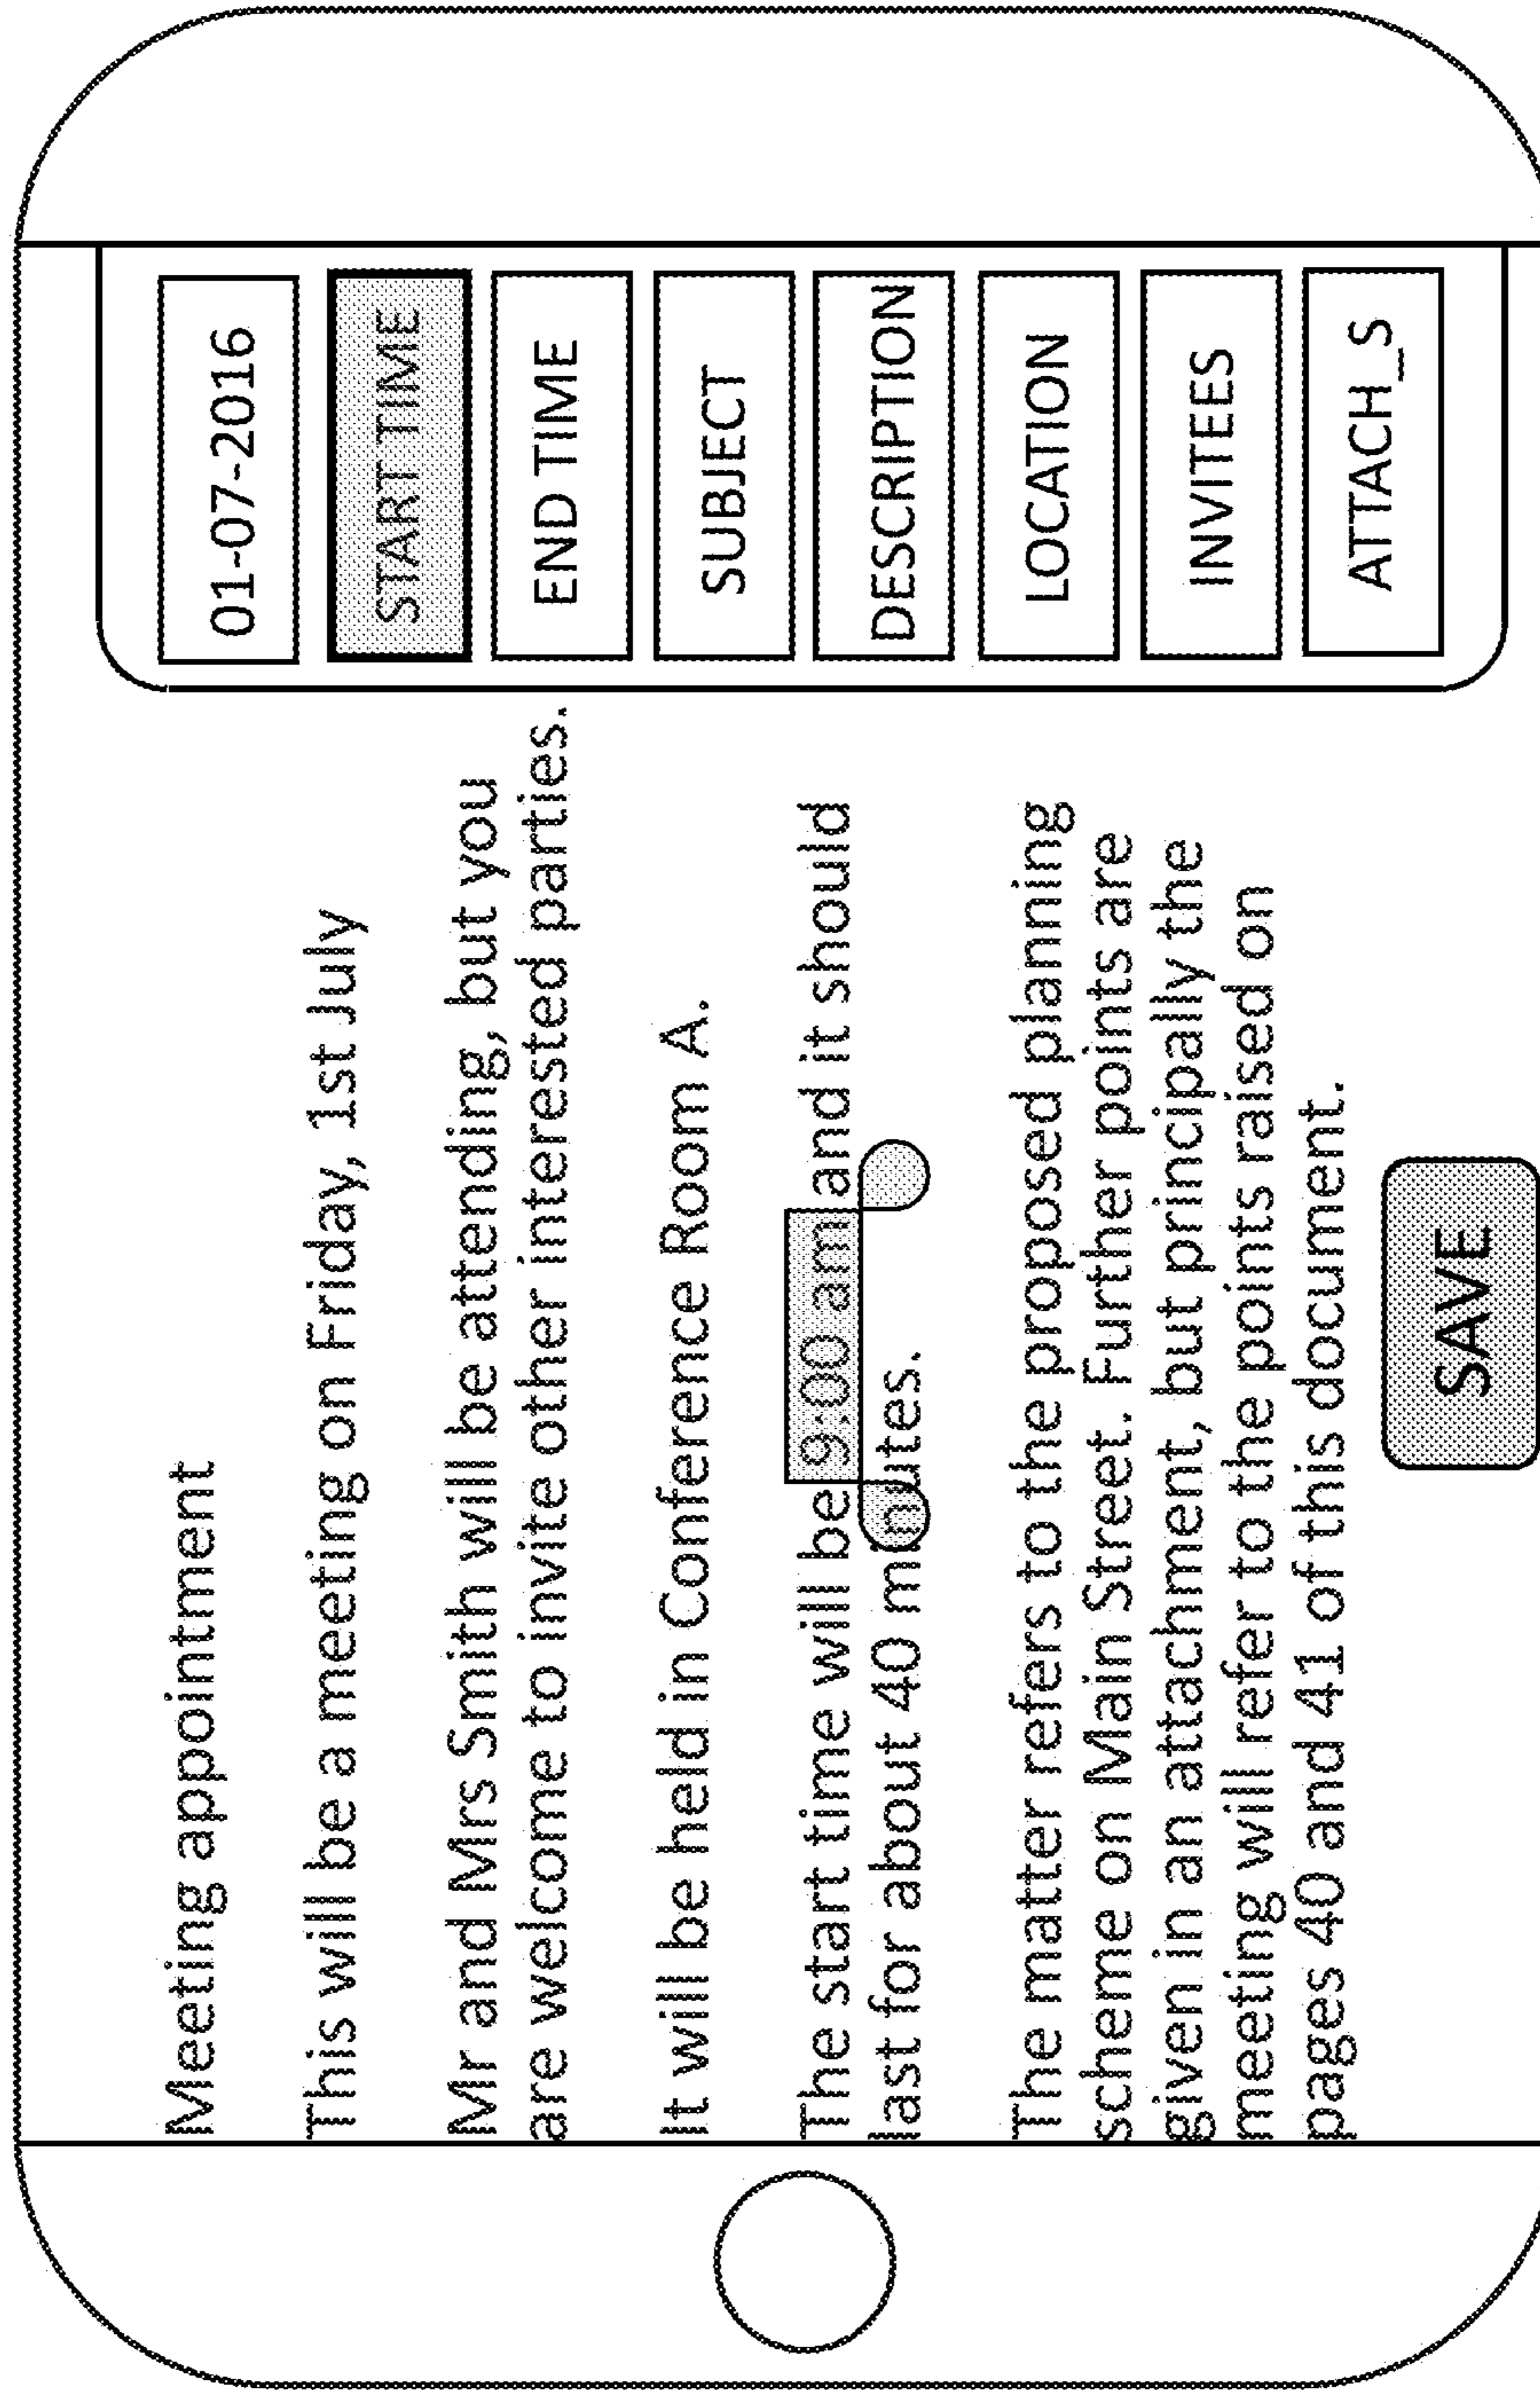 Meeting appointment
This will be a meeting on Friday, 1st July
Mr and Mrs Smith will be attending, but you
are welcome to invite other interested parties.
It will be held in Conference Room A.
The start time will be 9:00 am and it should
last for about 40 minutes.
The matter refers to the proposed planning
scheme on Main Street. Further points are
given in an attachment, but principally the
meeting will refer to the points raised on
pages 40 and 41 of this document.
SAVE
01-07-2016
START TIME
END TIME
SUBJECT
DESCRIPTION
LOCATION
INVITEES
ATTACH_S